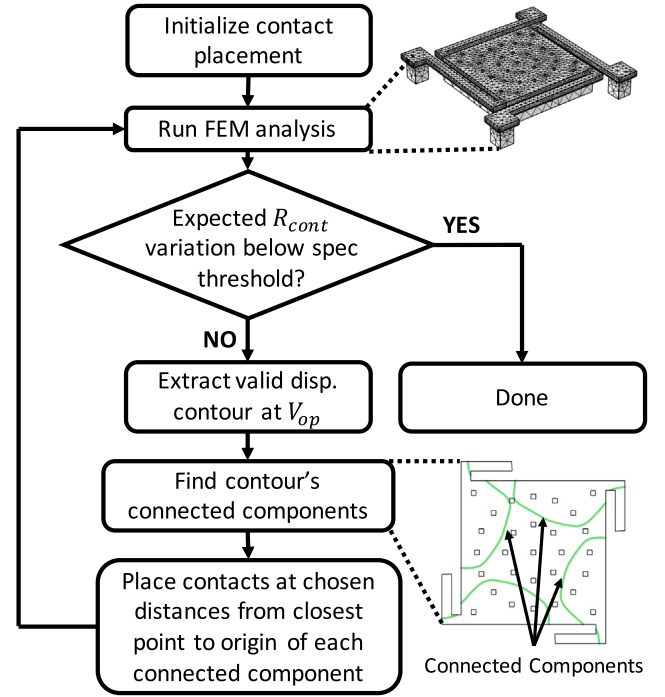 Initialize contact
placement
Run FEM analysis
Expected R_cont
variation below spec
threshold?
YES
NO
Extract valid disp.
contour at V_op
Done
Find contour's
connected components
Place contacts at chosen
distances from closest
point to origin of each
connected component
Connected Components